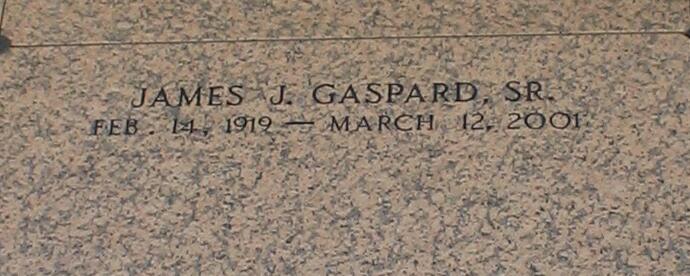 JAMES J. GASPARD, SR.
FEB. 14, 1919 — MARCH 12, 2001